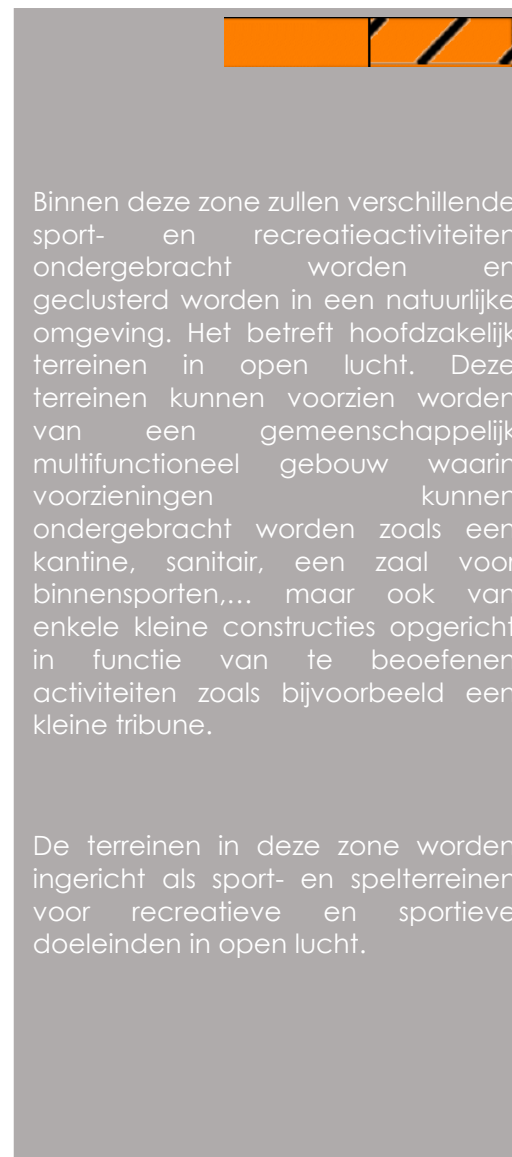 Binnen deze zone zullen verschillende
sport- en recreatieactiviteiten
ondergebracht worden en
geclusterd worden in een natuurlijke
omgeving. Het betreft hoofdzakelijk
terreinen in open lucht. Deze
terreinen kunnen voorzien worden
van een gemeenschappelijk
multifunctioneel gebouw waarin
voorzieningen kunnen
ondergebracht worden zoals een
kantine, sanitair, een zaal voor
binnensporten,… maar ook van
enkele kleine constructies opgericht
in functie van te beoefenen
activiteiten zoals bijvoorbeeld een
kleine tribune.
De terreinen in deze zone worden
ingericht als sport- en spelterreinen
voor recreatieve en sportieve
doeleinden in open lucht.